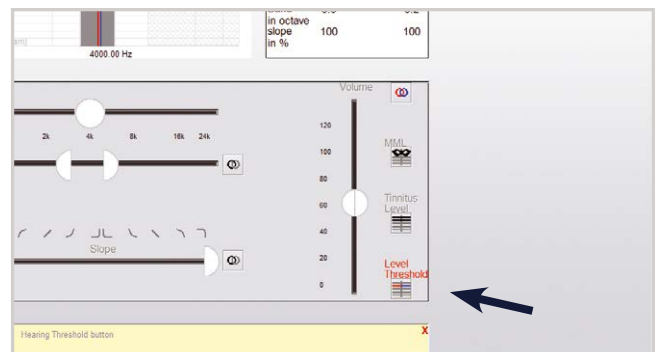 in octave
slope 100 100
in %
4000.00 Hz
Volume
2k 4k 8k 16k 24k
120
100
80
60
40
20
0
MML
Tinnitus
Level
Slope
Level
Threshold
Hearing Threshold button X